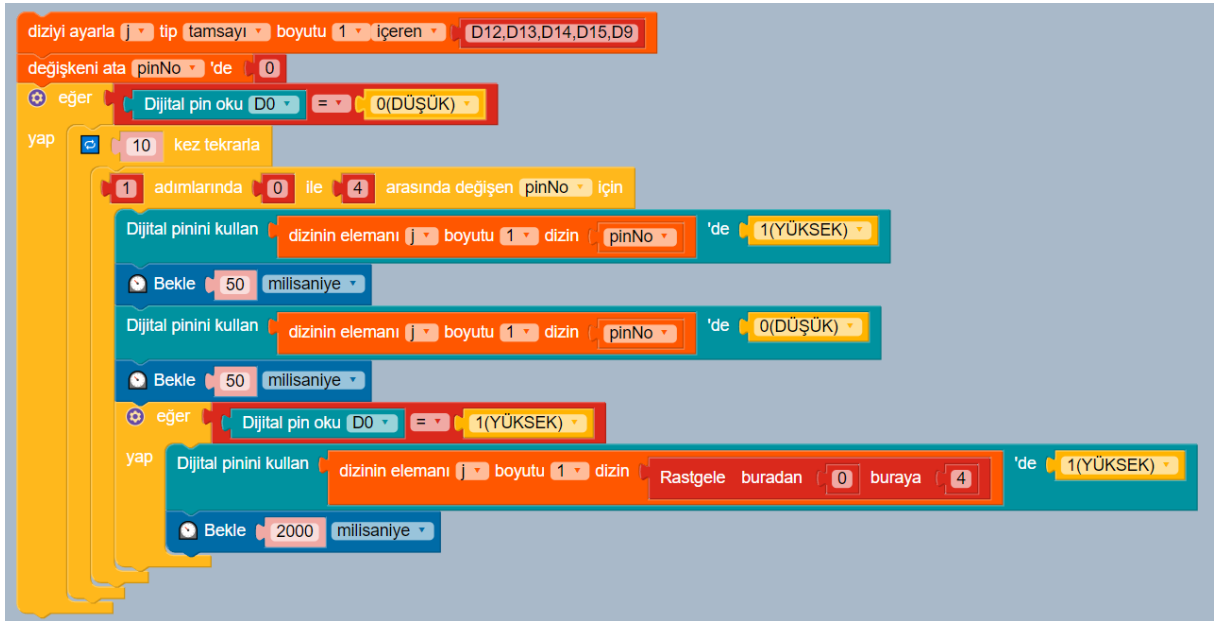 diziyi ayarla j tip tamsayı boyutu 1 içeren D12,D13,D14,D15,D9
değişkeni ata pinNo 'de 0
eğer Dijital pin oku D0 = 0(DÜŞÜK)
yap 10 kez tekrarla
1 adımlarında 0 ile 4 arasında değişen pinNo için
Dijital pinini kullan dizinin elemanı j boyutu 1 dizin pinNo 'de 1(YÜKSEK)
Bekle 50 milisaniye
Dijital pinini kullan dizinin elemanı j boyutu 1 dizin pinNo 'de 0(DÜŞÜK)
Bekle 50 milisaniye
eğer Dijital pin oku D0 = 1(YÜKSEK)
yap Dijital pinini kullan dizinin elemanı j boyutu 1 dizin Rastgele buradan 0 buraya 4 'de 1(YÜKSEK)
Bekle 2000 milisaniye